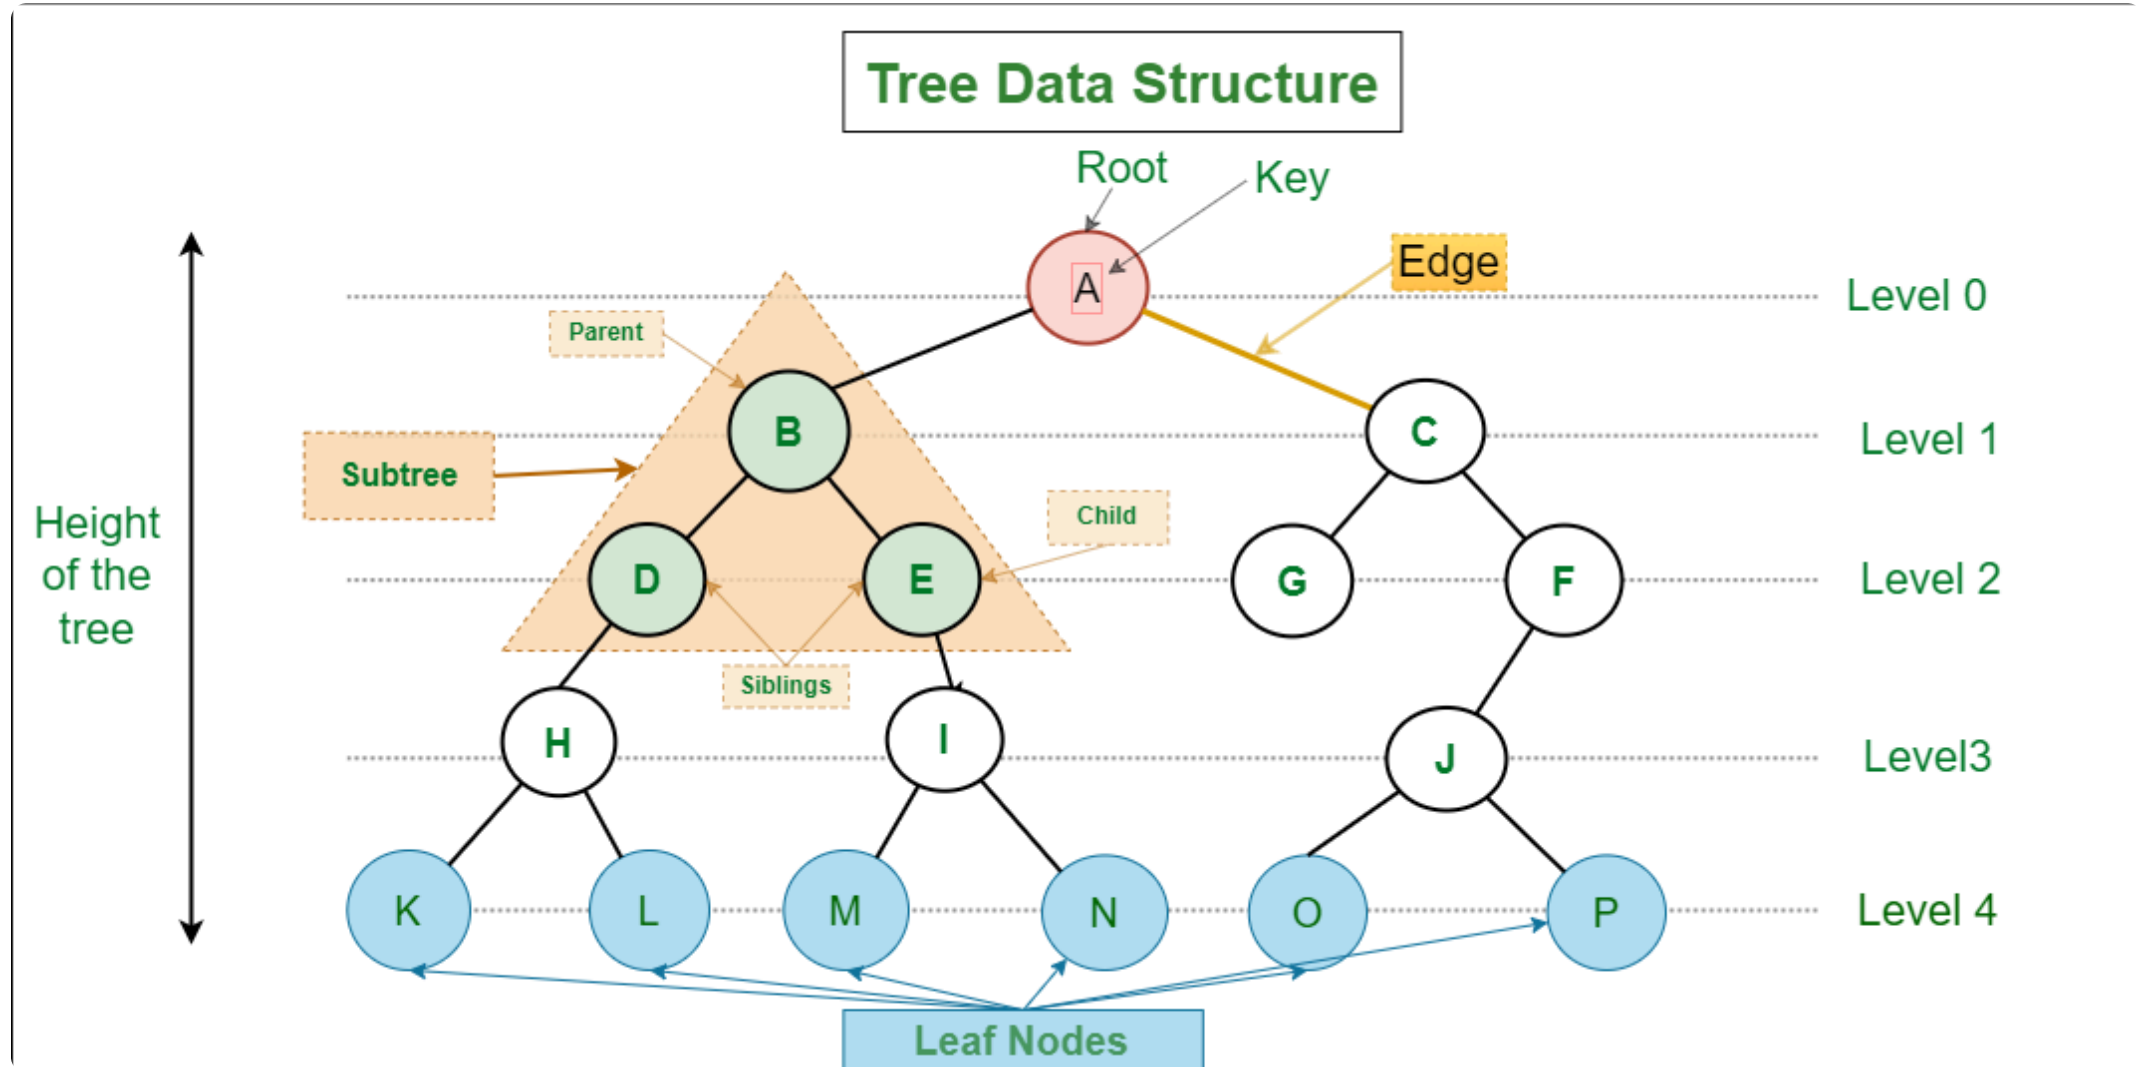 Tree Data Structure
Root
Key
A
Edge
Level 0
Parent
B
C
Level 1
Subtree
Child
Height
of the
tree
D
E
G
F
Level 2
Siblings
H
I
J
Level3
K
L
M
N
O
P
Level 4
Leaf Nodes